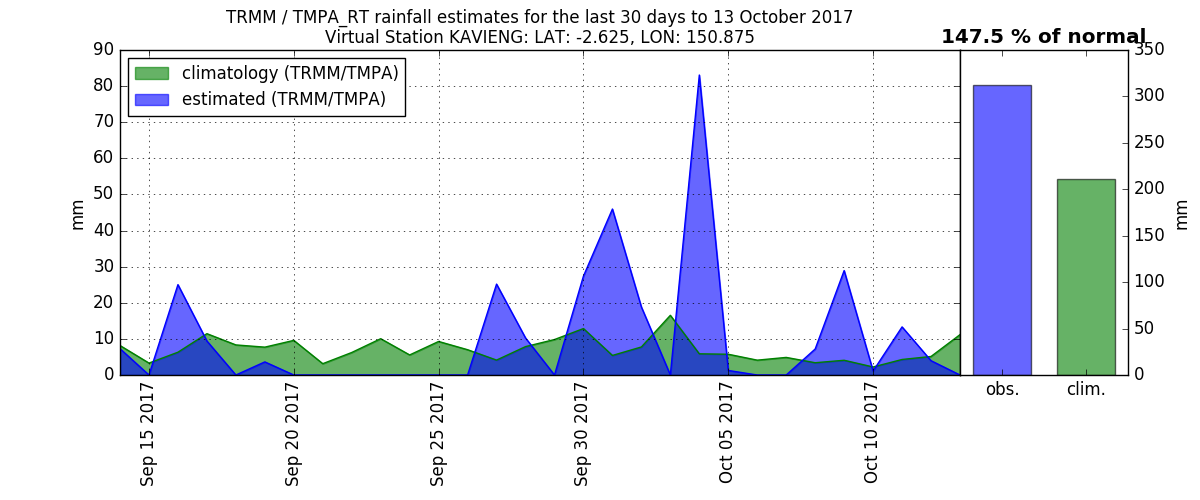 TRMM / TMPA_RT rainfall estimates for the last 30 days to 13 October 2017
Virtual Station KAVIENG: LAT: -2.625, LON: 150.875
147.5 % of normal
climatology (TRMM/TMPA)
estimated (TRMM/TMPA)
mm
90
80
70
60
50
40
30
20
10
0
Sep 15 2017
Sep 20 2017
Sep 25 2017
Sep 30 2017
Oct 05 2017
Oct 10 2017
350
300
250
200
150
100
50
0
mm
obs.
clim.